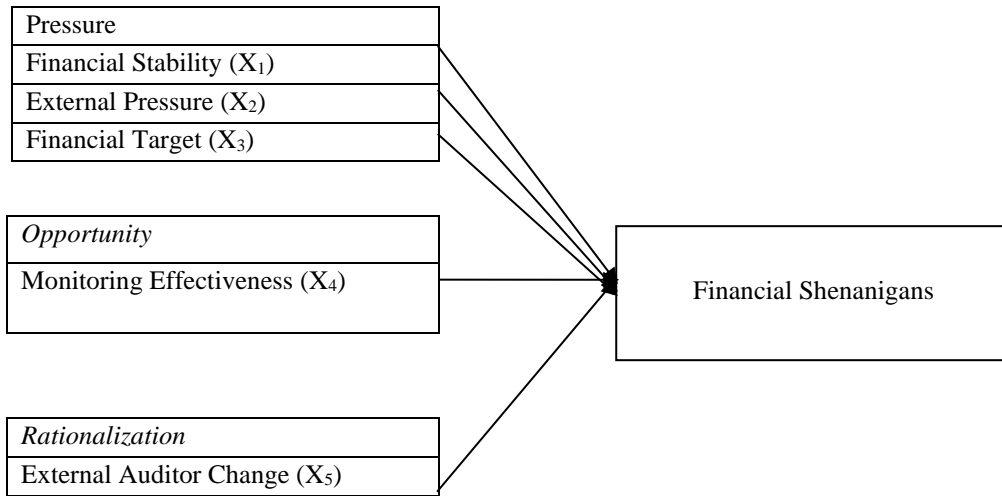 Pressure
Financial Stability (X₁)
External Pressure (X₂)
Financial Target (X₃)
Opportunity
Monitoring Effectiveness (X₄)
Financial Shenanigans
Rationalization
External Auditor Change (X₅)